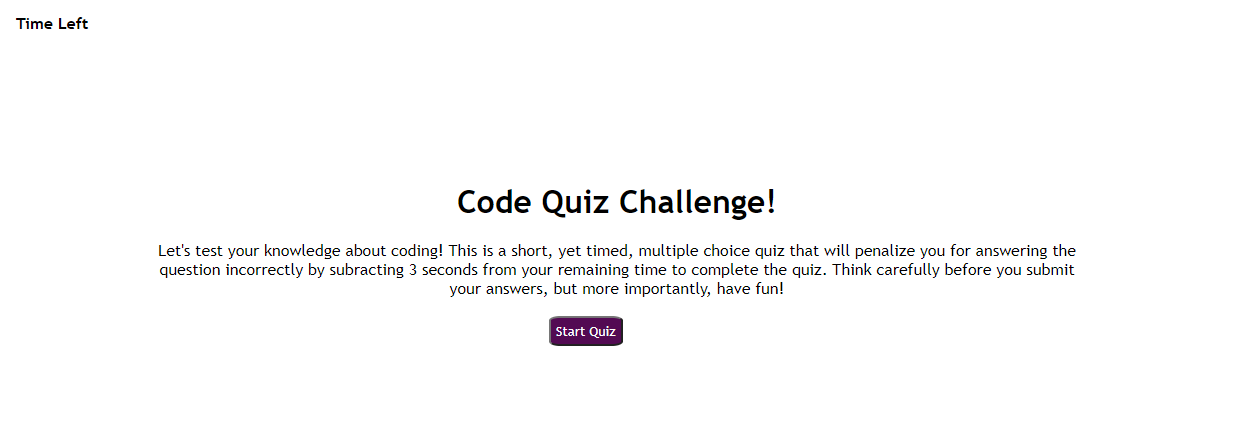 Time Left
Code Quiz Challenge!
Let's test your knowledge about coding! This is a short, yet timed, multiple choice quiz that will penalize you for answering the
question incorrectly by subracting 3 seconds from your remaining time to complete the quiz. Think carefully before you submit
your answers, but more importantly, have fun!
Start Quiz